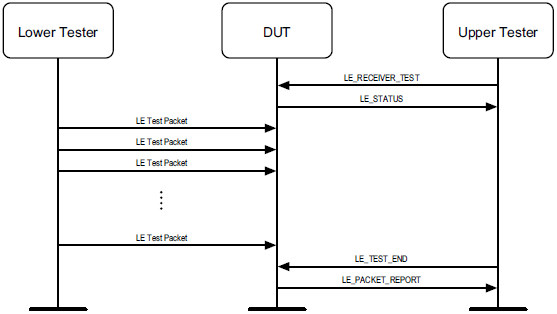 Lower Tester
DUT
Upper Tester
LE_RECEIVER_TEST
LE_STATUS
LE Test Packet
LE Test Packet
LE Test Packet
LE Test Packet
LE_TEST_END
LE_PACKET_REPORT